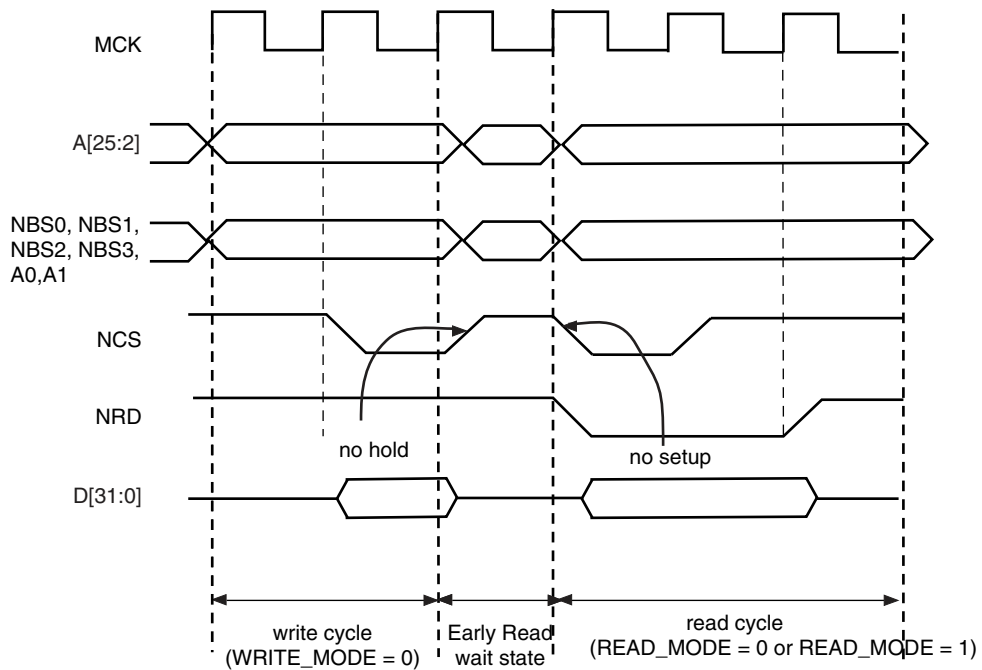 MCK
A[25:2]
NBS0, NBS1,
NBS2, NBS3,
A0,A1
NCS
NRD
no hold
no setup
D[31:0]
write cycle
(WRITE_MODE = 0)
Early Read
wait state
read cycle
(READ_MODE = 0 or READ_MODE = 1)